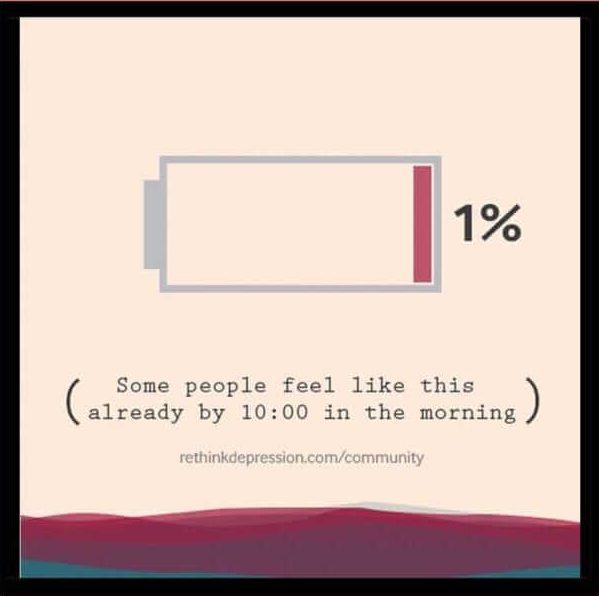 1%
( Some people feel like this
already by 10:00 in the morning )
rethinkdepression.com/community